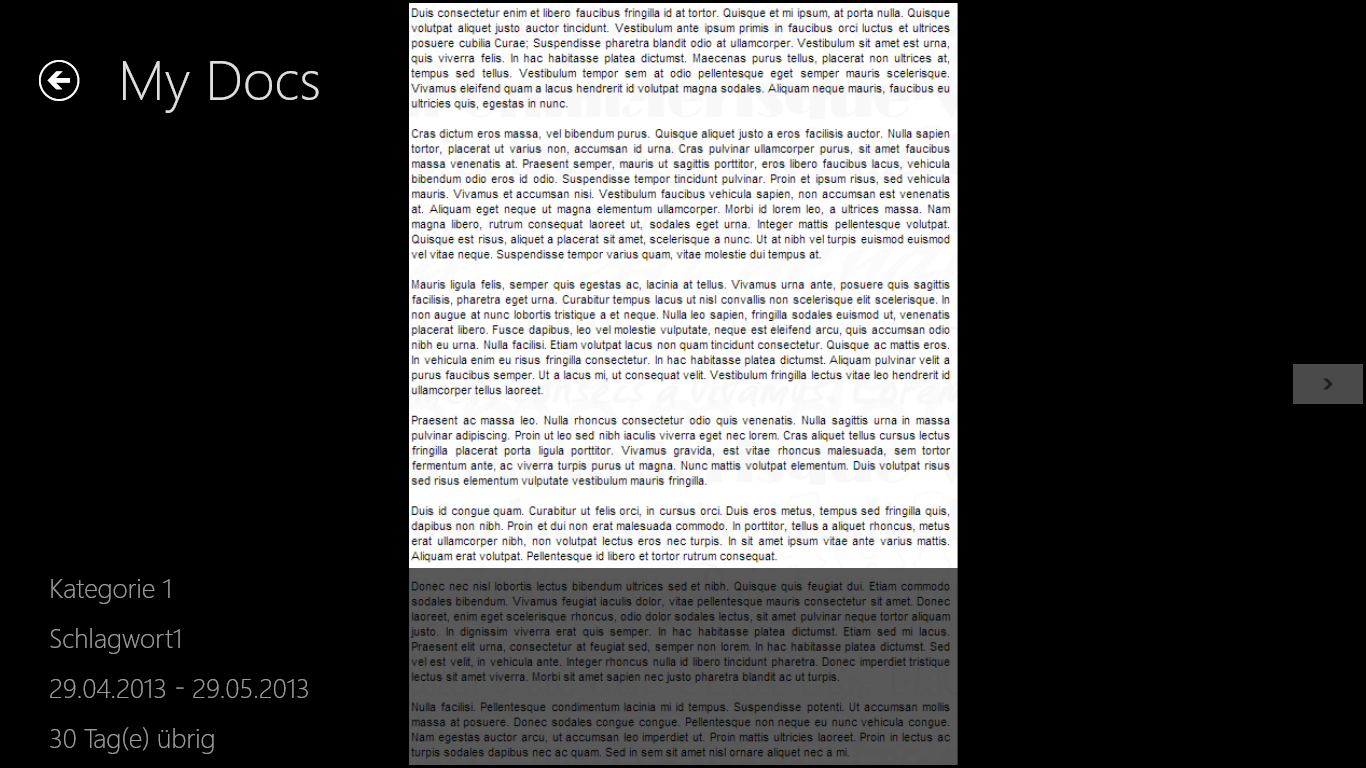 My Docs
Duis consectetur enim et libero faucibus fringilla id at tortor. Quisque et mi ipsum, at porta nulla. Quisque
volutpat aliquet justo auctor tincidunt. Vestibulum ante ipsum primis in faucibus orci luctus et ultrices
posuere cubilia Curae; Suspendisse pharetra blandit odio at ullamcorper. Vestibulum sit amet est urna,
quis viverra felis. In hac habitasse platea dictumst. Maecenas purus tellus, placerat non ultrices at,
tempus sed tellus. Vestibulum tempor sem at odio pellentesque eget semper mauris scelerisque.
Vivamus eleifend quam a lacus hendrerit id volutpat magna sodales. Aliquam neque mauris, faucibus eu
ultricies quis, egestas in nunc.
Cras dictum eros massa, vel bibendum purus. Quisque aliquet justo a eros facilisis auctor. Nulla sapien
tortor, placerat ut varius non, accumsan id urna. Cras pulvinar ullamcorper purus, sit amet faucibus
massa venenatis at. Praesent semper, mauris ut sagittis porttitor, eros libero faucibus lacus, vehicula
bibendum odio eros id odio. Suspendisse tempor tincidunt pulvinar. Proin et ipsum risus, sed vehicula
mauris. Vivamus et accumsan nisi. Vestibulum faucibus vehicula sapien, non accumsan est venenatis
at. Aliquam eget neque ut magna elementum ullamcorper. Morbi id lorem leo, a ultrices massa. Nam
magna libero, rutrum consequat laoreet ut, sodales eget urna. Integer mattis pellentesque volutpat.
Quisque est risus, aliquet a placerat sit amet, scelerisque a nunc. Ut at nibh vel turpis euismod euismod
vel vitae neque. Suspendisse tempor varius quam, vitae molestie dui tempus at.
Mauris ligula felis, semper quis egestas ac, lacinia at tellus. Vivamus urna ante, posuere quis sagittis
facilisis, pharetra eget urna. Curabitur tempus lacus ut nisl convallis non scelerisque elit scelerisque. In
non augue at nunc lobortis tristique a et neque. Nulla leo sapien, fringilla sodales euismod ut, venenatis
placerat libero. Fusce dapibus, leo vel molestie vulputate, neque est eleifend arcu, quis accumsan odio
nibh eu urna. Nulla facilisi. Etiam volutpat lacus non quam tincidunt consectetur. Quisque ac mattis eros.
In vehicula enim eu risus fringilla consectetur. In hac habitasse platea dictumst. Aliquam pulvinar velit a
purus faucibus semper. Ut a lacus mi, ut consequat velit. Vestibulum fringilla lectus vitae leo hendrerit id
ullamcorper tellus laoreet.
Praesent ac massa leo. Nulla rhoncus consectetur odio quis venenatis. Nulla sagittis urna in massa
pulvinar adipiscing. Proin ut leo sed nibh iaculis viverra eget nec lorem. Cras aliquet tellus cursus lectus
fringilla placerat porta ligula porttitor. Vivamus gravida, est vitae rhoncus malesuada, sem tortor
fermentum ante, ac viverra turpis purus ut magna. Nunc mattis volutpat elementum. Duis volutpat risus
sed risus elementum vulputate vestibulum mauris fringilla.
Duis id congue quam. Curabitur ut felis orci, in cursus orci. Duis eros metus, tempus sed fringilla quis,
dapibus non nibh. Proin et dui non erat malesuada commodo. In porttitor, tellus a aliquet rhoncus, metus
erat ullamcorper nibh, non volutpat lectus eros nec turpis. In sit amet ipsum vitae ante varius mattis.
Aliquam erat volutpat. Pellentesque id libero et tortor rutrum consequat.
Donec nec nisl lobortis lectus bibendum ultrices sed et nibh. Quisque quis feugiat dui. Etiam commodo
sodales bibendum. Vivamus feugiat iaculis dolor, vitae pellentesque mauris consectetur sit amet. Donec
laoreet, enim eget scelerisque rhoncus, odio dolor sodales lectus, sit amet pulvinar neque tortor aliquam
justo. In dignissim viverra erat quis semper. In hac habitasse platea dictumst. Etiam sed mi lacus.
Praesent elit urna, consectetur at feugiat sed, semper non lorem. In hac habitasse platea dictumst. Sed
vel est velit, in vehicula ante. Integer rhoncus nulla id libero tincidunt pharetra. Donec imperdiet tristique
lectus sit amet viverra. Morbi sit amet sapien nec justo pharetra blandit ac ut turpis.
Nulla facilisi. Pellentesque condimentum lacinia mi id tempus. Suspendisse potenti. Ut accumsan mollis
massa at posuere. Donec sodales congue congue. Pellentesque non neque eu nunc vehicula congue.
Nam egestas auctor arcu, ut accumsan leo imperdiet ut. Proin mattis ultricies laoreet. Proin in lectus ac
turpis sodales dapibus nec ac quam. Sed in sem sit amet nisl ornare aliquet nec a mi.
Kategorie 1
Schlagwort1
29.04.2013 - 29.05.2013
30 Tag(e) übrig